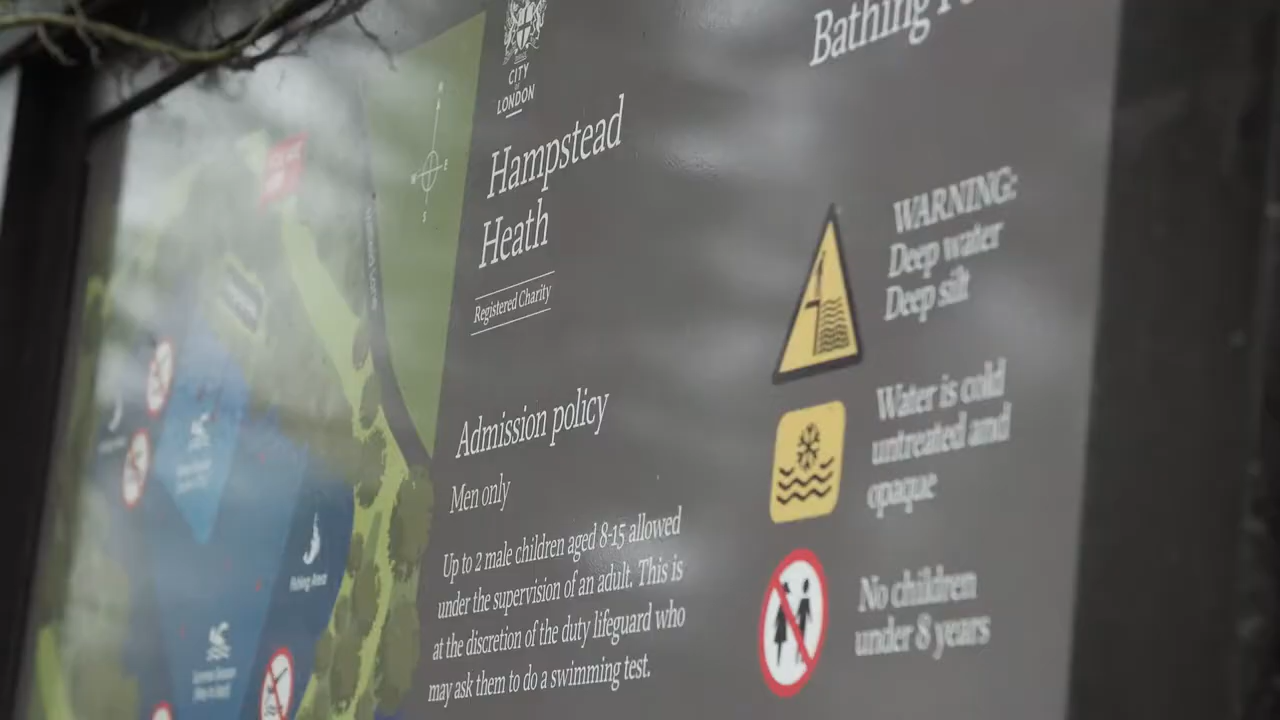 CITY
OF
LONDON
Hampstead
Heath
Registered Charity
Admission policy
Men only
Up to 2 male children aged 8-15 allowed
under the supervision of an adult. This is
at the discretion of the duty lifeguard who
may ask them to do a swimming test.
Bathing
WARNING:
Deep water
Deep silt
Water is cold
untreated and
opaque
No children
under 8 years
N
E
S
W
Fishing Area